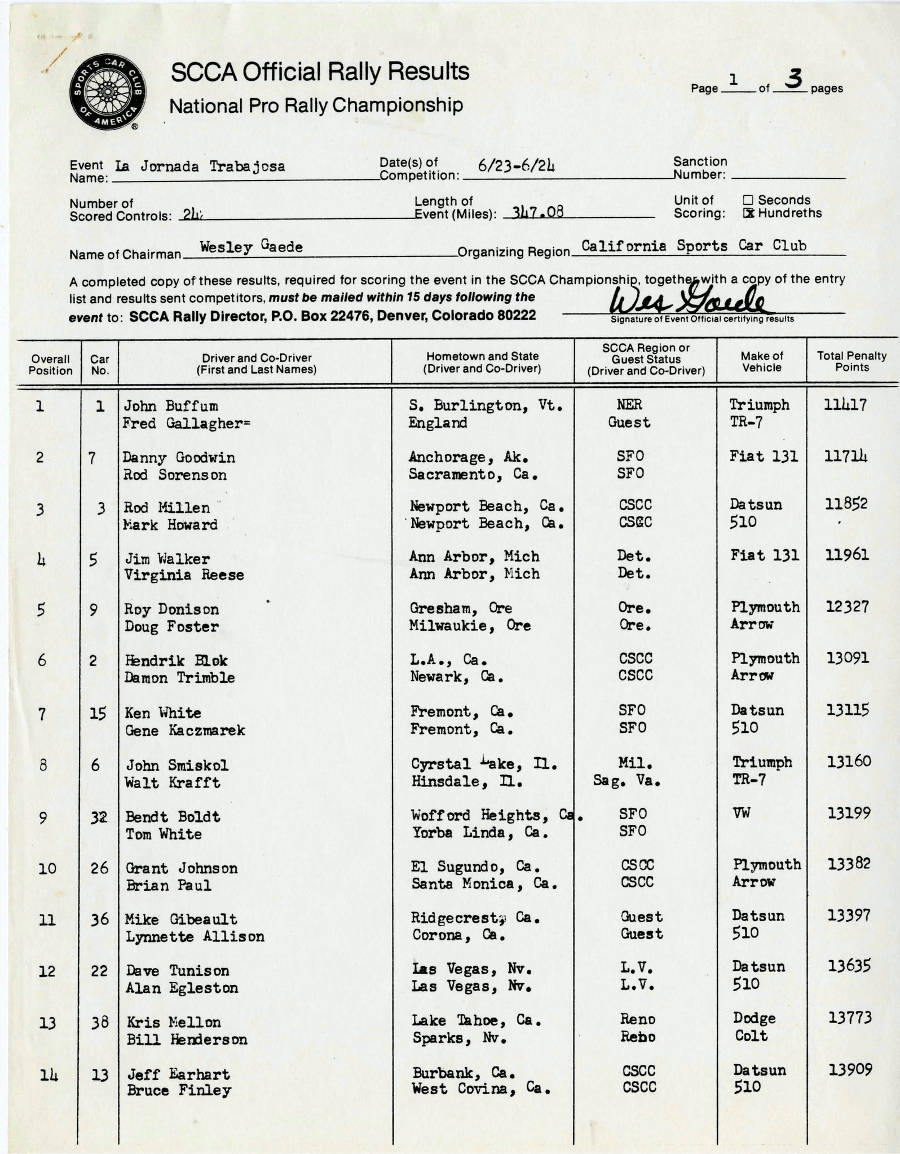 SPORTS CAR CLUB OF AMERICA ®
SCCA Official Rally Results
National Pro Rally Championship
Page 1 of 3 pages
Event Name: La Jornada Trabajosa Date(s) of Competition: 6/23-6/24 Sanction Number:
Number of Scored Controls: 24 Length of Event (Miles): 347.08 Unit of Scoring: ☐ Seconds ☒ Hundreths
Name of Chairman Wesley Gaede Organizing Region California Sports Car Club
A completed copy of these results, required for scoring the event in the SCCA Championship, together with a copy of the entry
list and results sent competitors, must be mailed within 15 days following the
event to: SCCA Rally Director, P.O. Box 22476, Denver, Colorado 80222
Wes Gaede
Signature of Event Official certifying results
Overall Position Car No. Driver and Co-Driver (First and Last Names) Hometown and State (Driver and Co-Driver) SCCA Region or Guest Status (Driver and Co-Driver) Make of Vehicle Total Penalty Points
1 1 John Buffum S. Burlington, Vt. NER Triumph 11417
Fred Gallagher= England Guest TR-7
2 7 Danny Goodwin Anchorage, Ak. SFO Fiat 131 11714
Rod Sorenson Sacramento, Ca. SFO
3 3 Rod Millen Newport Beach, Ca. CSCC Datsun 11852
Mark Howard Newport Beach, Ca. CSCC 510
4 5 Jim Walker Ann Arbor, Mich Det. Fiat 131 11961
Virginia Reese Ann Arbor, Mich Det.
5 9 Roy Donison Gresham, Ore Ore. Plymouth 12327
Doug Foster Milwaukie, Ore Ore. Arrow
6 2 Hendrik Blok L.A., Ca. CSCC Plymouth 13091
Damon Trimble Newark, Ca. CSCC Arrow
7 15 Ken White Fremont, Ca. SFO Datsun 13115
Gene Kaczmarek Fremont, Ca. SFO 510
8 6 John Smiskol Cyrstal Lake, Il. Mil. Triumph 13160
Walt Krafft Hinsdale, Il. Sag. Va. TR-7
9 32 Bendt Boldt Wofford Heights, Ca. SFO VW 13199
Tom White Yorba Linda, Ca. SFO
10 26 Grant Johnson El Sugundo, Ca. CSCC Plymouth 13382
Brian Paul Santa Monica, Ca. CSCC Arrow
11 36 Mike Gibeault Ridgecrest, Ca. Guest Datsun 13397
Lynnette Allison Corona, Ca. Guest 510
12 22 Dave Tunison Las Vegas, Nv. L.V. Datsun 13635
Alan Egleston Las Vegas, Nv. L.V. 510
13 38 Kris Mellon Lake Tahoe, Ca. Reno Dodge 13773
Bill Henderson Sparks, Nv. Reno Colt
14 13 Jeff Earhart Burbank, Ca. CSCC Datsun 13909
Bruce Finley West Covina, Ca. CSCC 510